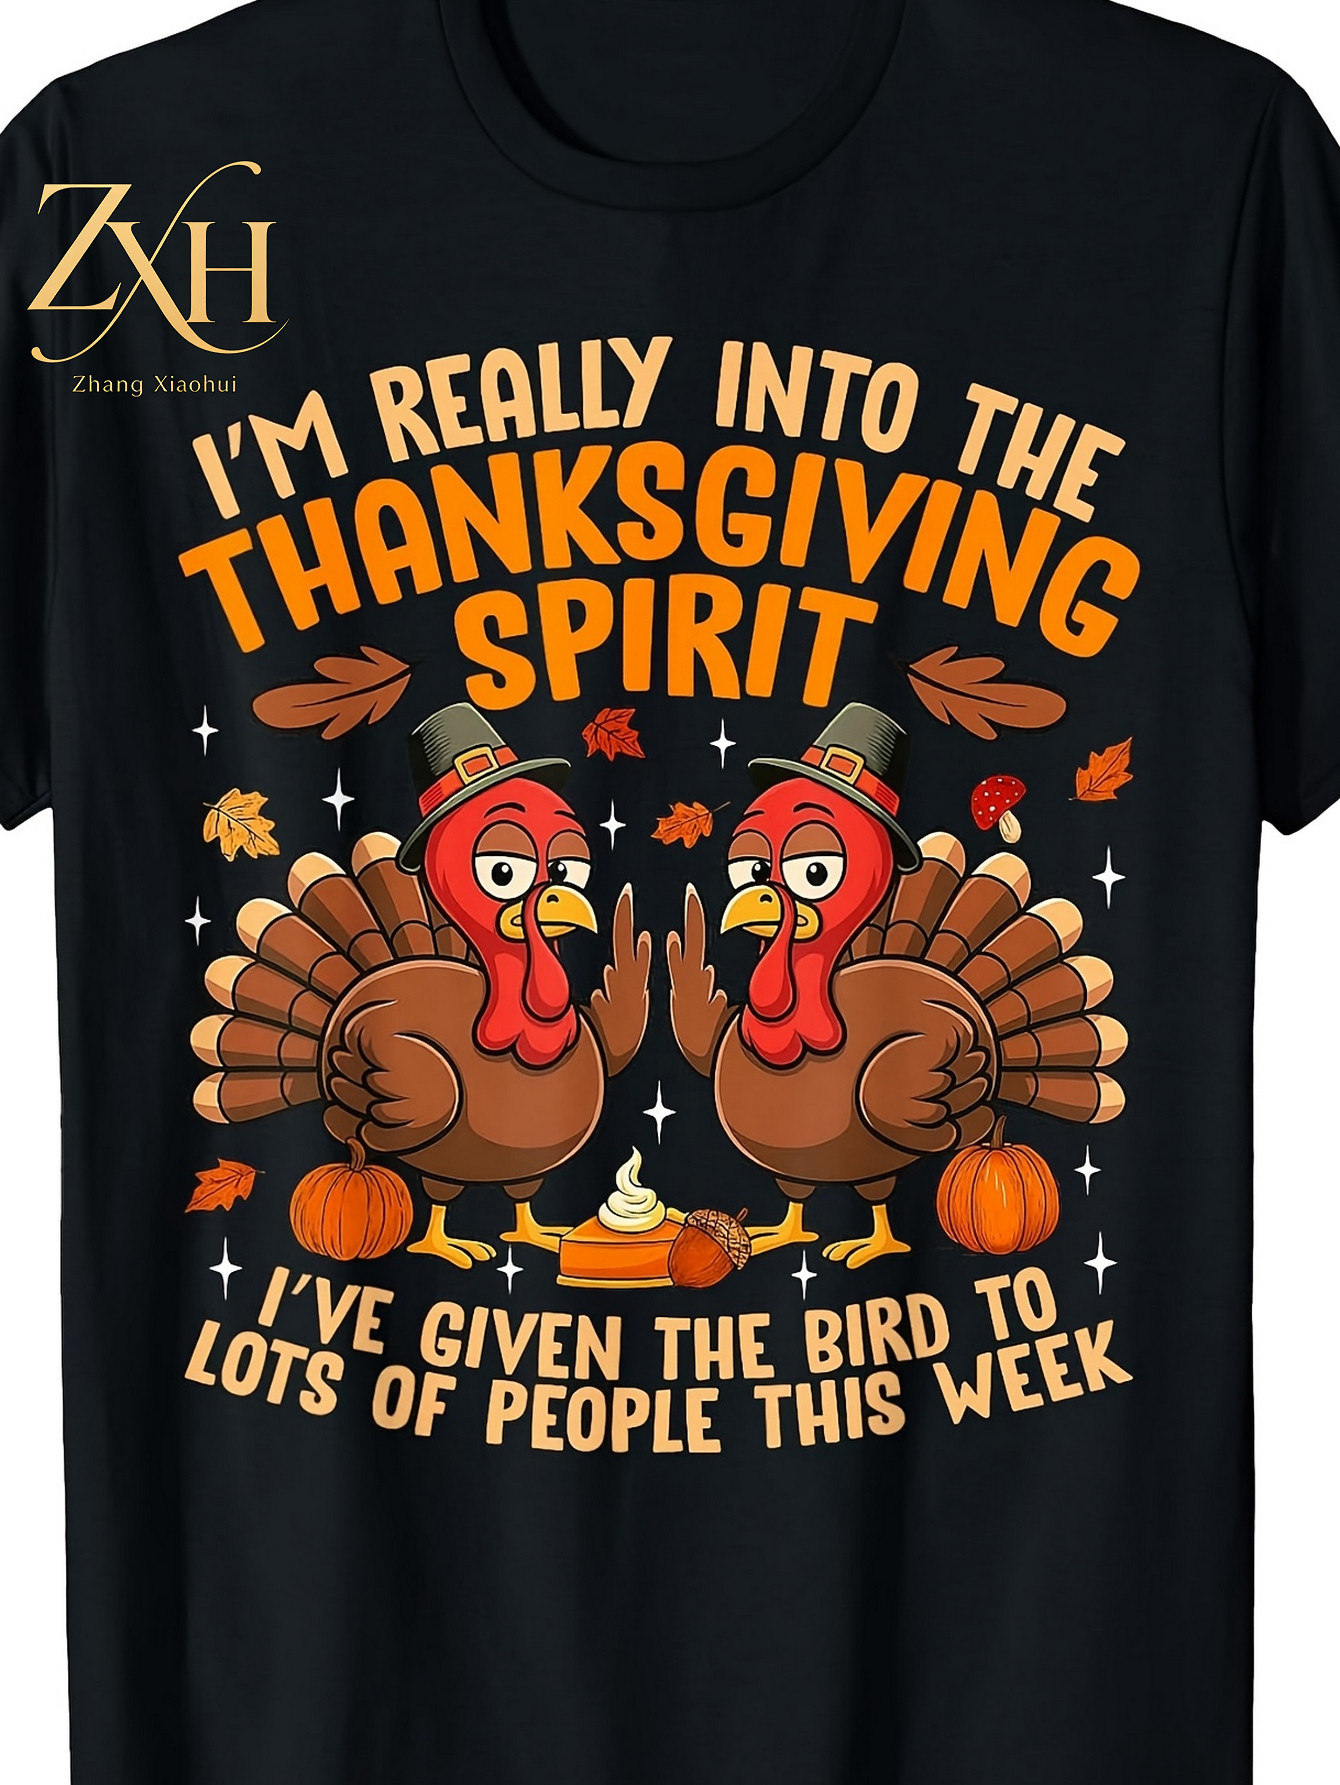 ZXH
Zhang Xiaohui
I'M REALLY INTO THE
THANKSGIVING
SPIRIT
I'VE GIVEN THE BIRD TO
LOTS OF PEOPLE THIS WEEK